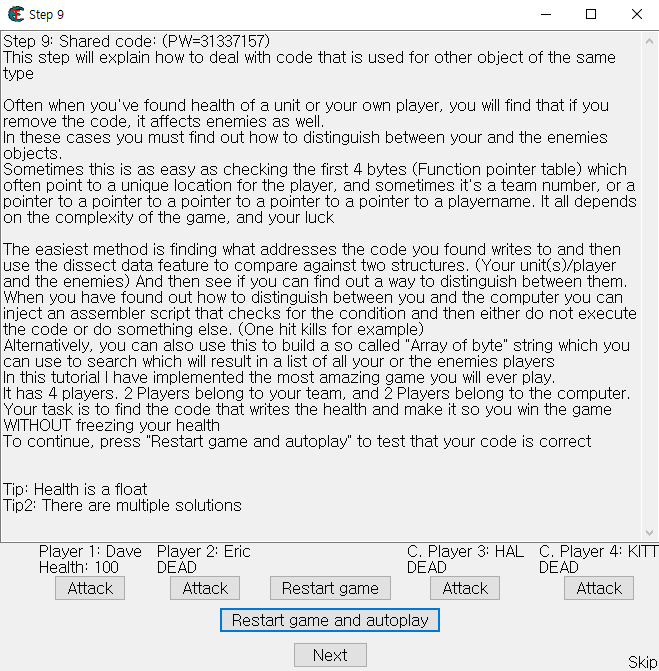 Step 9
Step 9: Shared code: (PW=31337157)
This step will explain how to deal with code that is used for other object of the same
type
Often when you've found health of a unit or your own player, you will find that if you
remove the code, it affects enemies as well.
In these cases you must find out how to distinguish between your and the enemies
objects.
Sometimes this is as easy as checking the first 4 bytes (Function pointer table) which
often point to a unique location for the player, and sometimes it's a team number, or a
pointer to a pointer to a pointer to a pointer to a pointer to a playername. It all depends
on the complexity of the game, and your luck
The easiest method is finding what addresses the code you found writes to and then
use the dissect data feature to compare against two structures. (Your unit(s)/player
and the enemies) And then see if you can find out a way to distinguish between them.
When you have found out how to distinguish between you and the computer you can
inject an assembler script that checks for the condition and then either do not execute
the code or do something else. (One hit kills for example)
Alternatively, you can also use this to build a so called "Array of byte" string which you
can use to search which will result in a list of all your or the enemies players
In this tutorial I have implemented the most amazing game you will ever play.
It has 4 players. 2 Players belong to your team, and 2 Players belong to the computer.
Your task is to find the code that writes the health and make it so you win the game
WITHOUT freezing your health
To continue, press "Restart game and autoplay" to test that your code is correct
Tip: Health is a float
Tip2: There are multiple solutions
Player 1: Dave Player 2: Eric C. Player 3: HAL C. Player 4: KITT
Health: 100 DEAD DEAD DEAD
Attack Attack Restart game Attack Attack
Restart game and autoplay
Next
Skip